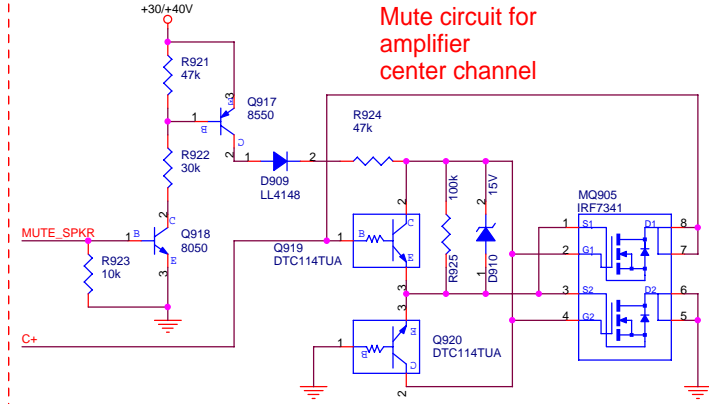 +30/+40V
Mute circuit for
amplifier
center channel
R921
47k
Q917
8550
3
E
1
B
C
2
R924
47k
R922
30k
1
2
D909
LL4148
100k
15V
MQ905
IRF7341
2
C
MUTE_SPKR
1
B
Q918
8050
E
3
R923
10k
Q919
DTC114TUA
2
1
B
C
E
3
R925
1
D910
1
S1
D1
8
2
G1
7
3
S2
D2
6
4
G2
5
C+
3
1
B
E
C
2
Q920
DTC114TUA